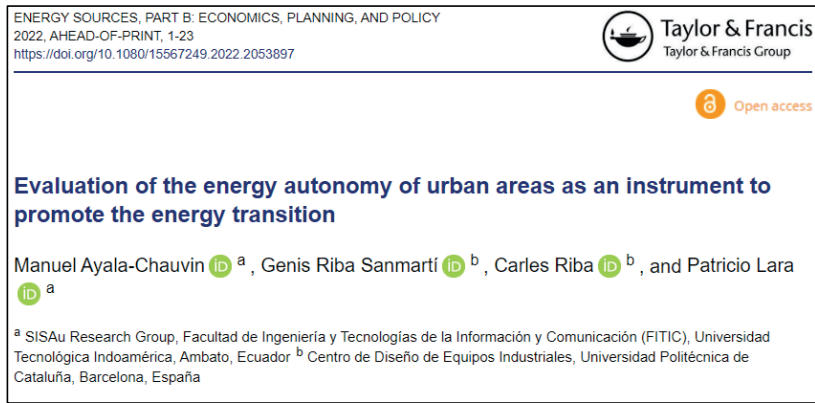 ENERGY SOURCES, PART B: ECONOMICS, PLANNING, AND POLICY
2022, AHEAD-OF-PRINT, 1-23
https://doi.org/10.1080/15567249.2022.2053897
Taylor & Francis
Taylor & Francis Group
Open access
Evaluation of the energy autonomy of urban areas as an instrument to
promote the energy transition
Manuel Ayala-Chauvin iD a , Genis Riba Sanmartí iD b , Carles Riba iD b , and Patricio Lara
iD a
a SISAu Research Group, Facultad de Ingeniería y Tecnologías de la Información y Comunicación (FITIC), Universidad
Tecnológica Indoamérica, Ambato, Ecuador b Centro de Diseño de Equipos Industriales, Universidad Politécnica de
Cataluña, Barcelona, España